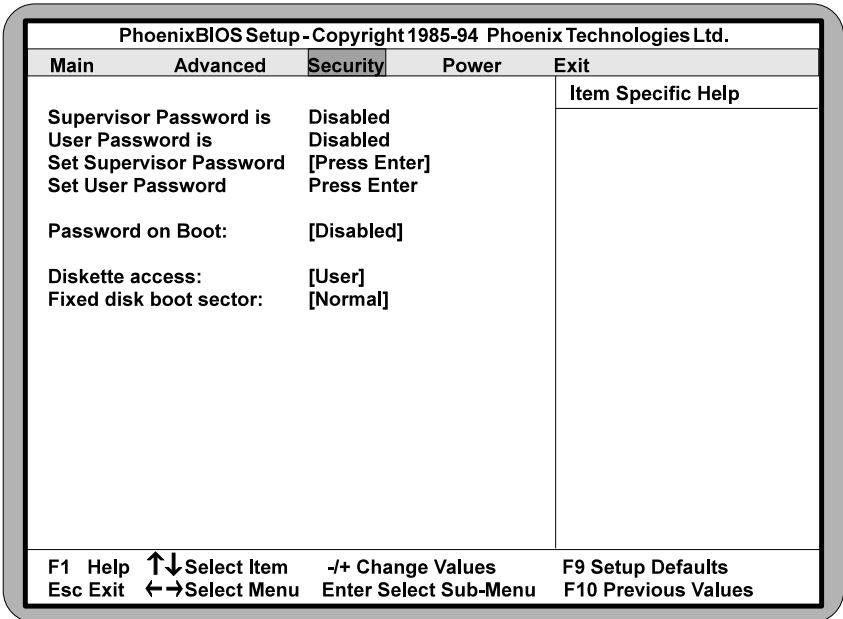 PhoenixBIOS Setup - Copyright 1985-94 Phoenix Technologies Ltd.
Main Advanced Security Power Exit
Item Specific Help
Supervisor Password is Disabled
User Password is Disabled
Set Supervisor Password [Press Enter]
Set User Password Press Enter
Password on Boot: [Disabled]
Diskette access: [User]
Fixed disk boot sector: [Normal]
F1 Help ↑↓ Select Item -/+ Change Values F9 Setup Defaults
Esc Exit ←→ Select Menu Enter Select Sub-Menu F10 Previous Values